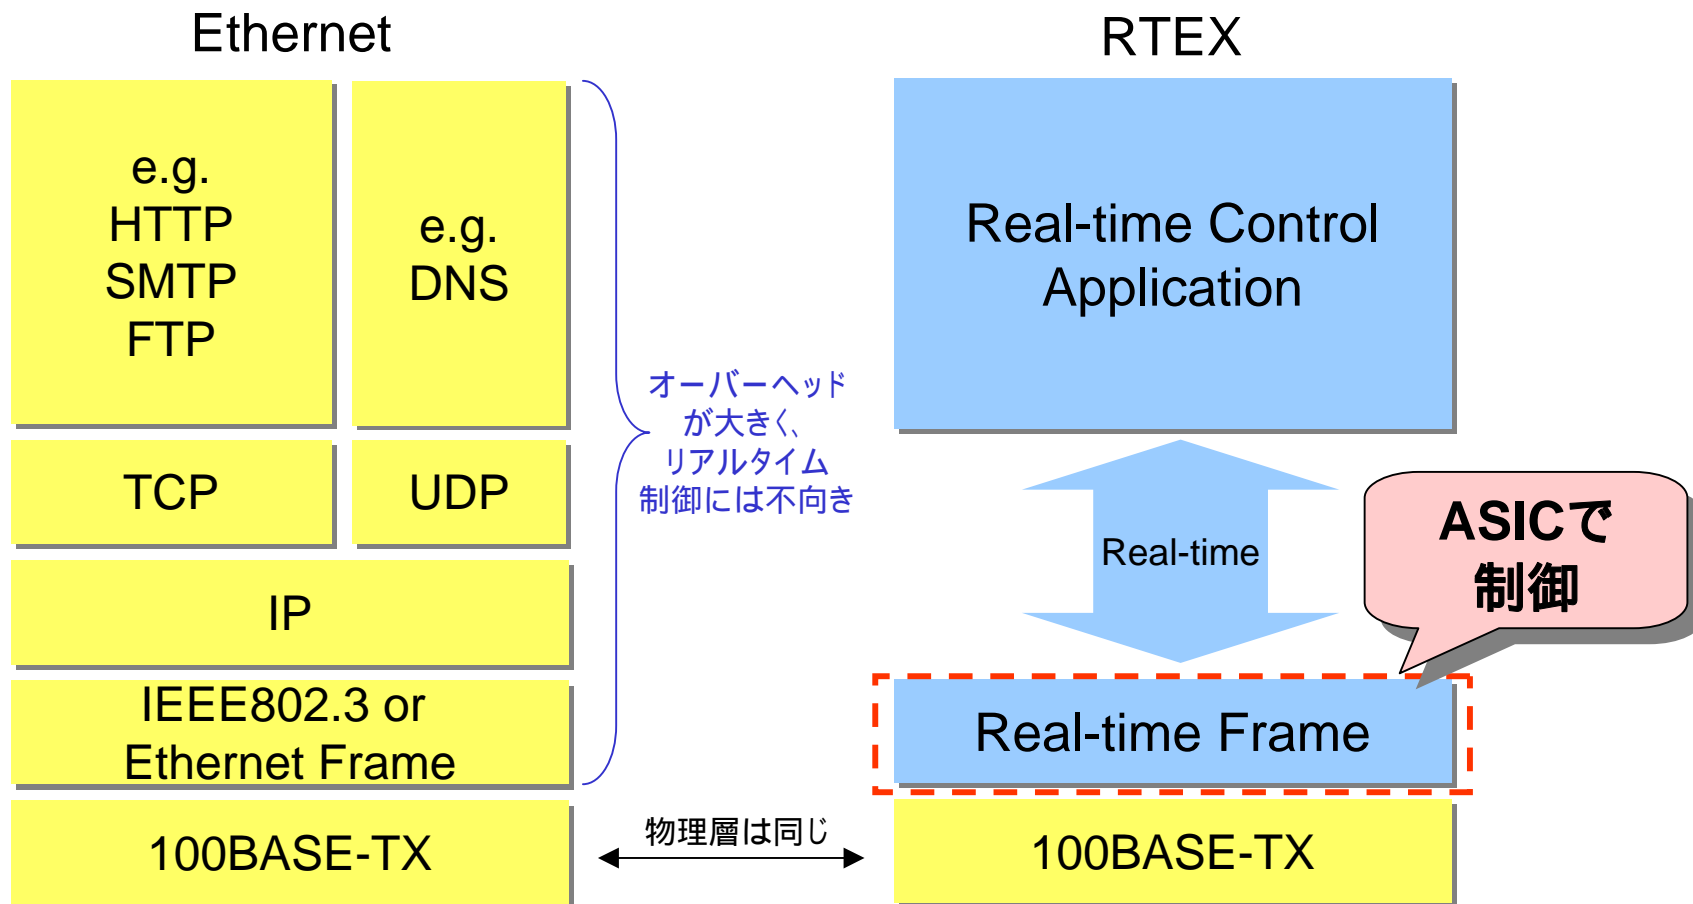 Ethernet
e.g.
HTTP
SMTP
FTP
e.g.
DNS
TCP
UDP
IP
IEEE802.3 or
Ethernet Frame
100BASE-TX
オーバーヘッド
が大きく、
リアルタイム
制御には不向き
物理層は同じ
RTEX
Real-time Control
Application
Real-time
ASICで
制御
Real-time Frame
100BASE-TX